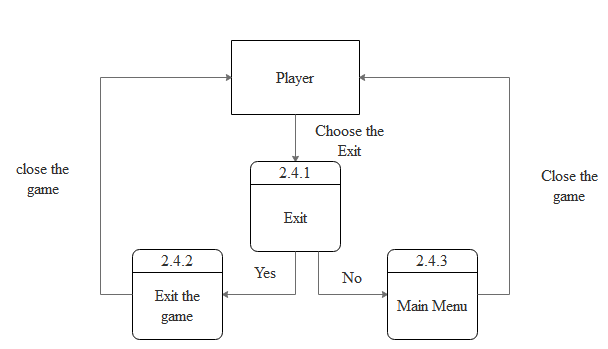 Player
Choose the
Exit
2.4.1
Exit
close the
game
Close the
game
2.4.2
Exit the
game
Yes
No
2.4.3
Main Menu